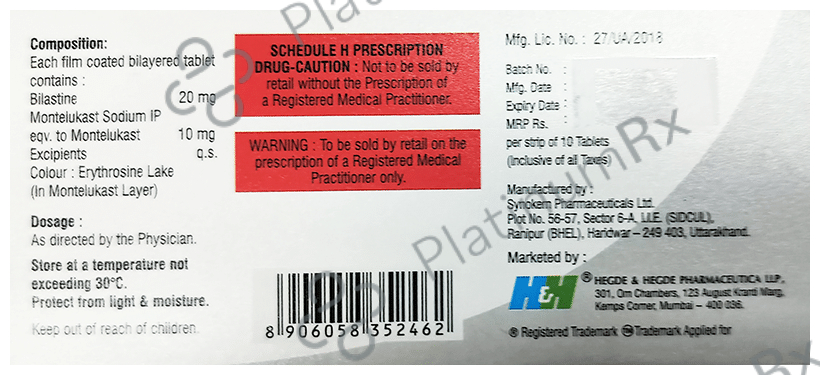 Composition:
Each film coated bilayered tablet
contains :
Bilastine 20 mg
Montelukast Sodium IP
eqv. to Montelukast 10 mg
Excipients q.s.
Colour : Erythrosine Lake
(In Montelukast Layer)
Dosage :
As directed by the Physician.
Store at a temperature not
exceeding 30°C.
Protect from light & moisture.
Keep out of reach of children.
SCHEDULE H PRESCRIPTION
DRUG-CAUTION : Not to be sold by
retail without the Prescription of
a Registered Medical Practitioner.
WARNING : To be sold by retail on the
prescription of a Registered Medical
Practitioner only.
8 906058 352462
Mfg. Lic. No. : 27/UA/2018
Batch No. :
Mfg. Date :
Expiry Date :
MRP Rs. :
per strip of 10 Tablets
(Inclusive of all Taxes)
Manufactured by :
Synokem Pharmaceuticals Ltd.
Plot No. 56-57, Sector 6-A, I.I.E. (SIDCUL),
Ranipur (BHEL), Haridwar – 249 403, Uttarakhand.
Marketed by :
H&H ® HEGDE & HEGDE PHARMACEUTICA LLP,
301, Om Chambers, 123 August Kranti Marg,
Kemps Corner, Mumbai – 400 036.
® Registered Trademark ™ Trademark Applied for
PlatinumRx